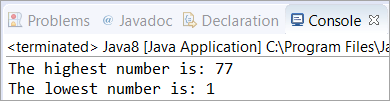 Problems @ Javadoc Declaration Console
<terminated> Java8 [Java Application] C:\Program Files\Ja
The highest number is: 77
The lowest number is: 1